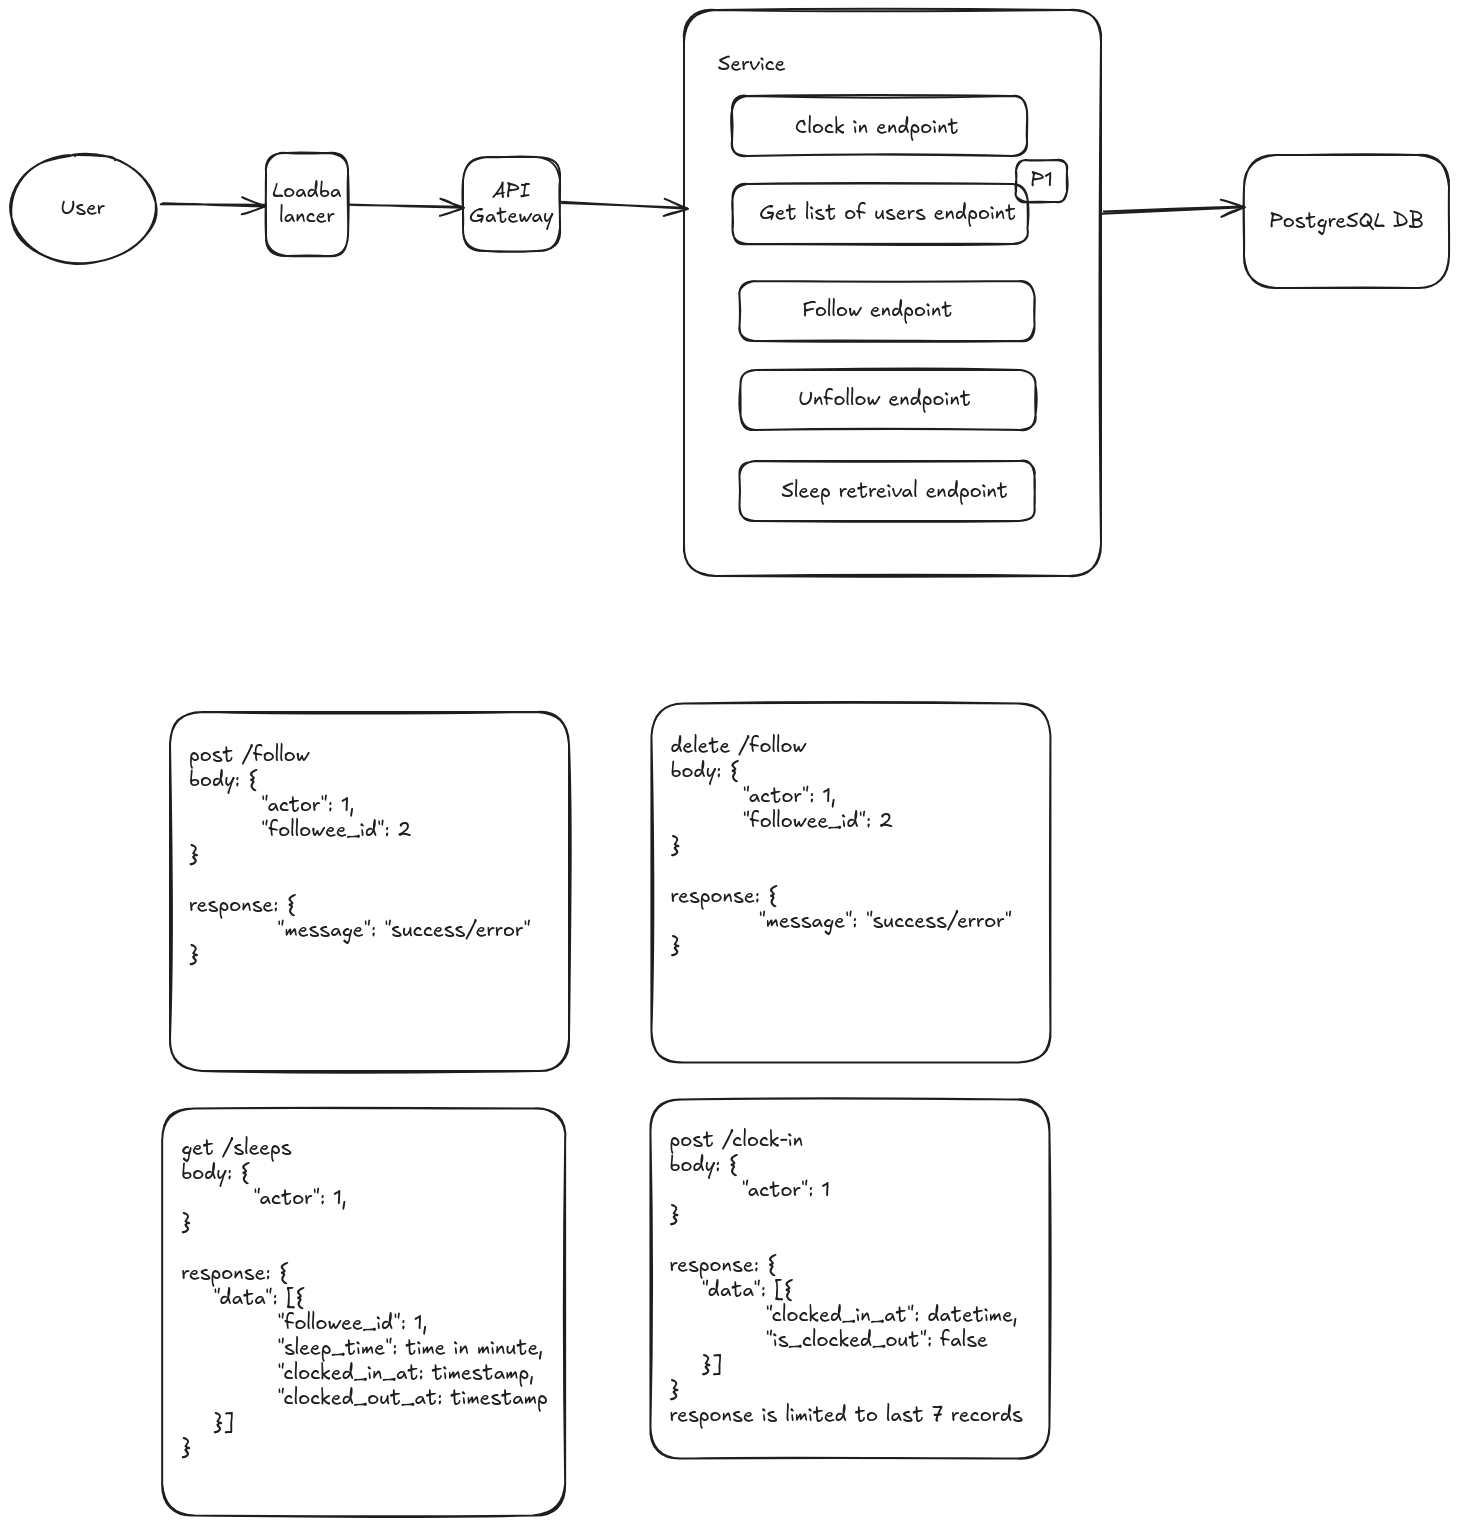 Service
Clock in endpoint
P1
Get list of users endpoint
Follow endpoint
Unfollow endpoint
Sleep retreival endpoint
User
Loadba
lancer
API
Gateway
PostgreSQL DB
post /follow
body: {
"actor": 1,
"followee_id": 2
}
response: {
"message": "success/error"
}
delete /follow
body: {
"actor": 1,
"followee_id": 2
}
response: {
"message": "success/error"
}
get /sleeps
body: {
"actor": 1,
}
response: {
"data": [{
"followee_id": 1,
"sleep_time": time in minute,
"clocked_in_at: timestamp,
"clocked_out_at: timestamp
}]
}
post /clock-in
body: {
"actor": 1
}
response: {
"data": [{
"clocked_in_at": datetime,
"is_clocked_out": false
}]
}
response is limited to last 7 records